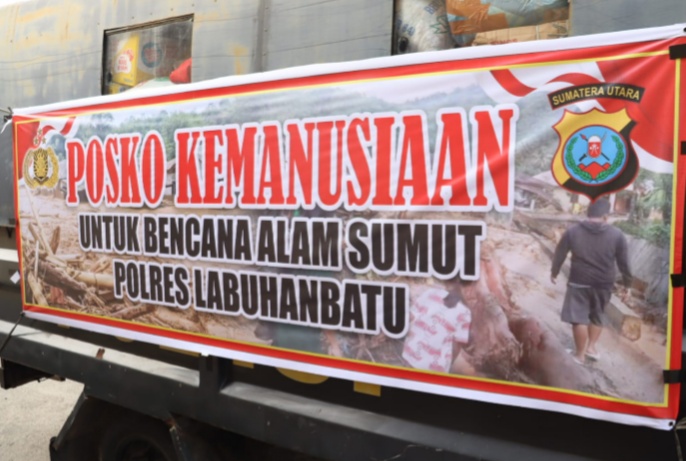 SUMATERA UTARA
POSKO KEMANUSIAAN
UNTUK BENCANA ALAM SUMUT
POLRES LABUHANBATU